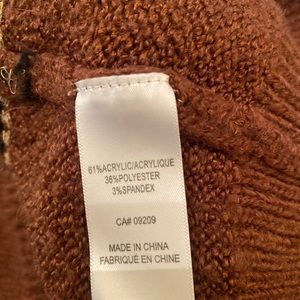 61%ACRYLIC/ACRYLIQUE
36%POLYESTER
3%SPANDEX
CA# 09209
MADE IN CHINA
FABRIQUÉ EN CHINE